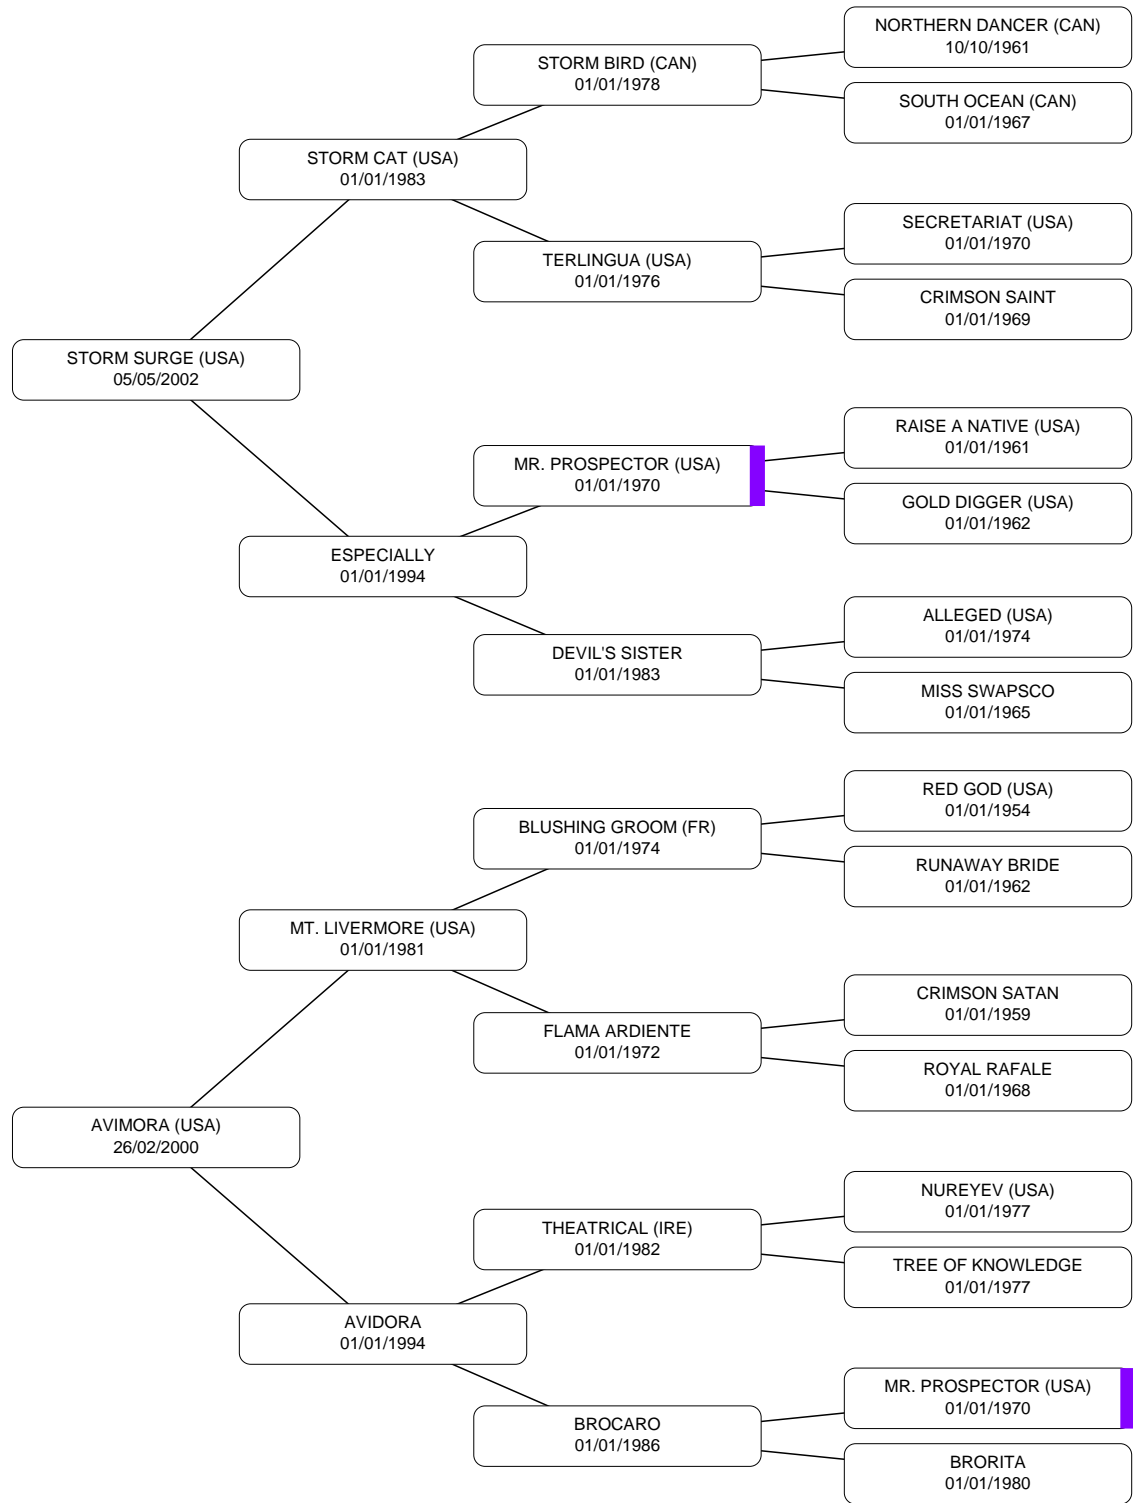 NORTHERN DANCER (CAN)
10/10/1961
STORM BIRD (CAN)
01/01/1978
SOUTH OCEAN (CAN)
01/01/1967
STORM CAT (USA)
01/01/1983
SECRETARIAT (USA)
01/01/1970
TERLINGUA (USA)
01/01/1976
CRIMSON SAINT
01/01/1969
STORM SURGE (USA)
05/05/2002
RAISE A NATIVE (USA)
01/01/1961
MR. PROSPECTOR (USA)
01/01/1970
GOLD DIGGER (USA)
01/01/1962
ESPECIALLY
01/01/1994
ALLEGED (USA)
01/01/1974
DEVIL'S SISTER
01/01/1983
MISS SWAPSCO
01/01/1965
RED GOD (USA)
01/01/1954
BLUSHING GROOM (FR)
01/01/1974
RUNAWAY BRIDE
01/01/1962
MT. LIVERMORE (USA)
01/01/1981
CRIMSON SATAN
01/01/1959
FLAMA ARDIENTE
01/01/1972
ROYAL RAFALE
01/01/1968
AVIMORA (USA)
26/02/2000
NUREYEV (USA)
01/01/1977
THEATRICAL (IRE)
01/01/1982
TREE OF KNOWLEDGE
01/01/1977
AVIDORA
01/01/1994
MR. PROSPECTOR (USA)
01/01/1970
BROCARO
01/01/1986
BRORITA
01/01/1980